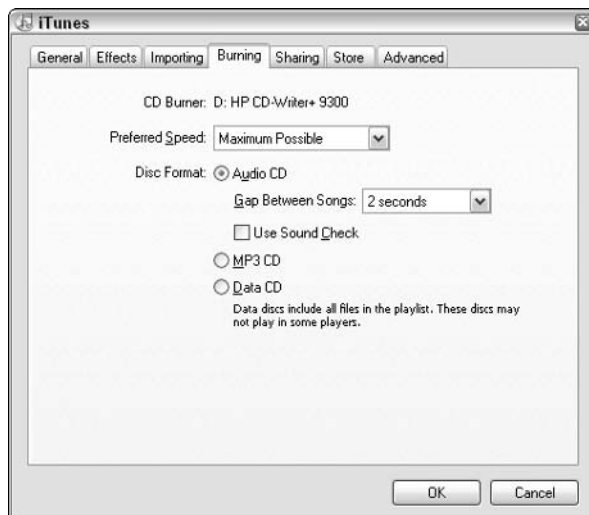 iTunes
General Effects Importing Burning Sharing Store Advanced
CD Burner: D: HP CD-Writer+ 9300
Preferred Speed: Maximum Possible
Disc Format: Audio CD
Gap Between Songs: 2 seconds
Use Sound Check
MP3 CD
Data CD
Data discs include all files in the playlist. These discs may
not play in some players.
OK Cancel